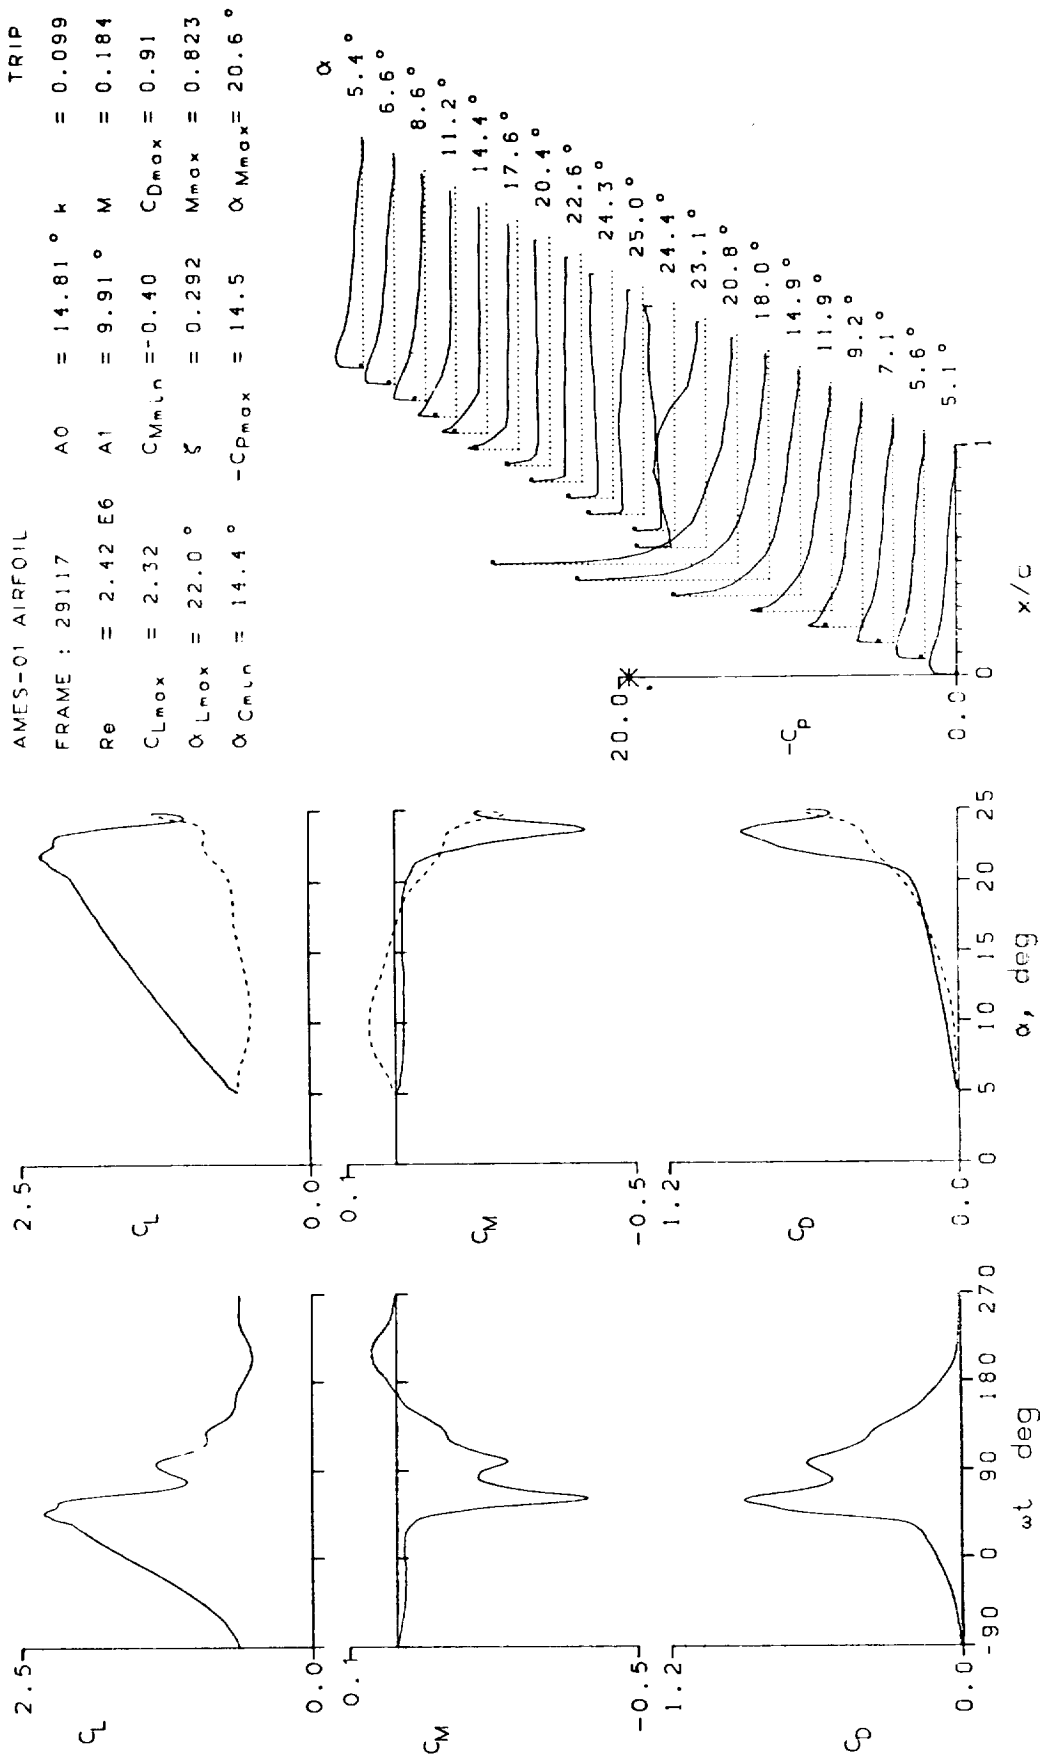 AMES-01 AIRFOIL TRIP
FRAME : 29117 A0 = 14.81 ° k = 0.099
Re = 2.42 E6 A1 = 9.91 ° M = 0.184
CLmax = 2.32 CMmin =-0.40 CDmax = 0.91
αLmax = 22.0 ° ζ = 0.292 Mmax = 0.823
αCmin = 14.4 ° -CPmax = 14.5 αMmax= 20.6 °
2.5
CL
0.0
0.1
CM
-0.5
1.2
CD
0.0
-90 0 90 180 270
ωt deg
2.5
CL
0.0
0.1
CM
-0.5
1.2
CD
0.0
0 5 10 15 20 25
α, deg
α
5.4 °
6.6 °
8.6 °
11.2 °
14.4 °
17.6 °
20.4 °
22.6 °
24.3 °
25.0 °
24.4 °
23.1 °
20.8 °
18.0 °
14.9 °
11.9 °
9.2 °
7.1 °
5.6 °
5.1 °
20.0
-Cp
0.0
0 1
x/c